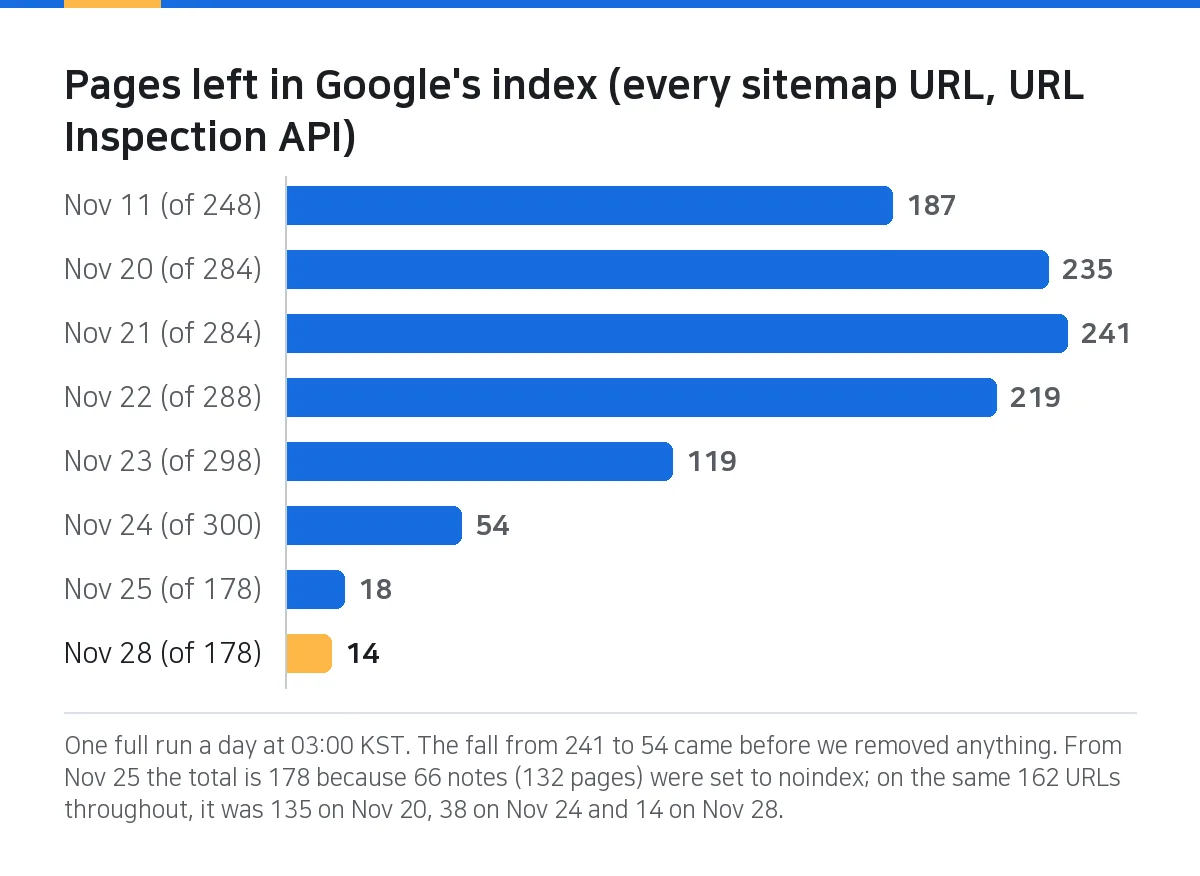 Pages left in Google's index (every sitemap URL, URL
Inspection API)
Nov 11 (of 248) 187
Nov 20 (of 284) 235
Nov 21 (of 284) 241
Nov 22 (of 288) 219
Nov 23 (of 298) 119
Nov 24 (of 300) 54
Nov 25 (of 178) 18
Nov 28 (of 178) 14
One full run a day at 03:00 KST. The fall from 241 to 54 came before we removed anything. From
Nov 25 the total is 178 because 66 notes (132 pages) were set to noindex; on the same 162 URLs
throughout, it was 135 on Nov 20, 38 on Nov 24 and 14 on Nov 28.